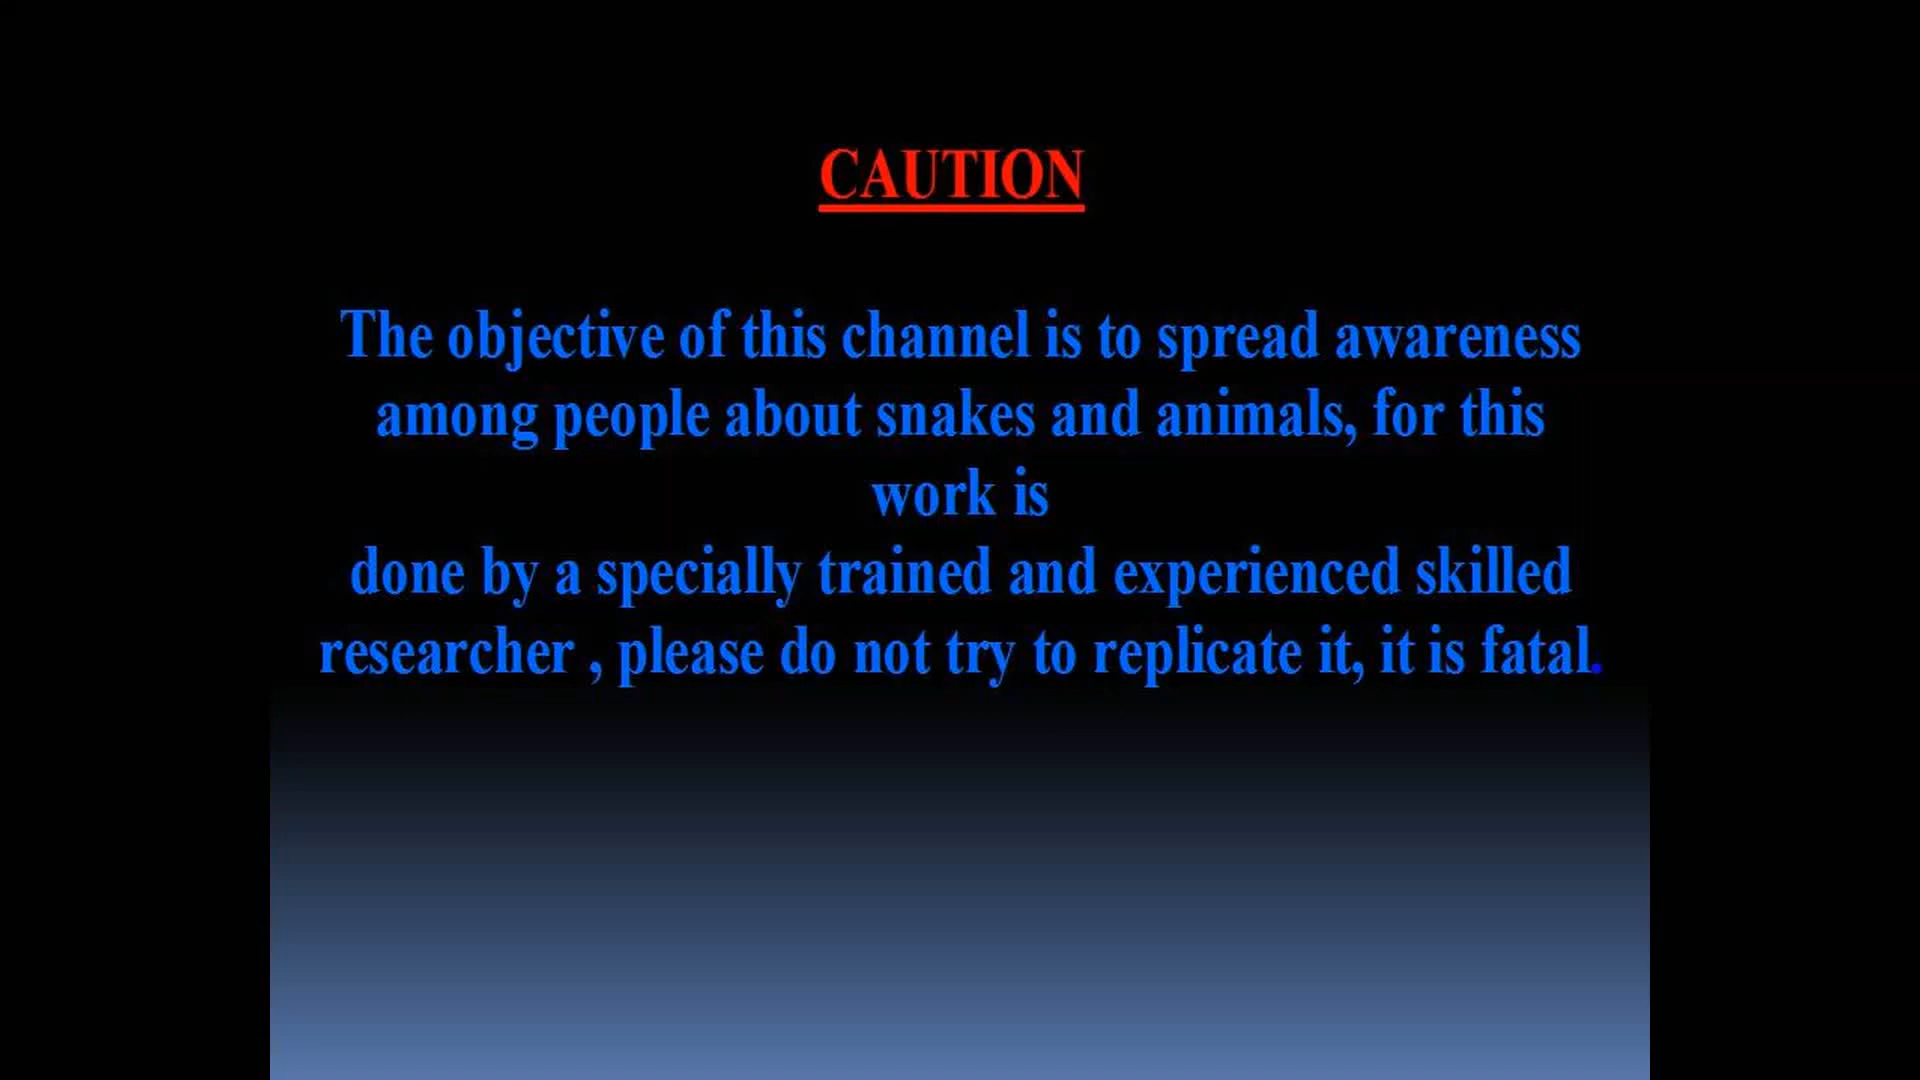 CAUTION
The objective of this channel is to spread awareness
among people about snakes and animals, for this
work is
done by a specially trained and experienced skilled
researcher , please do not try to replicate it, it is fatal.